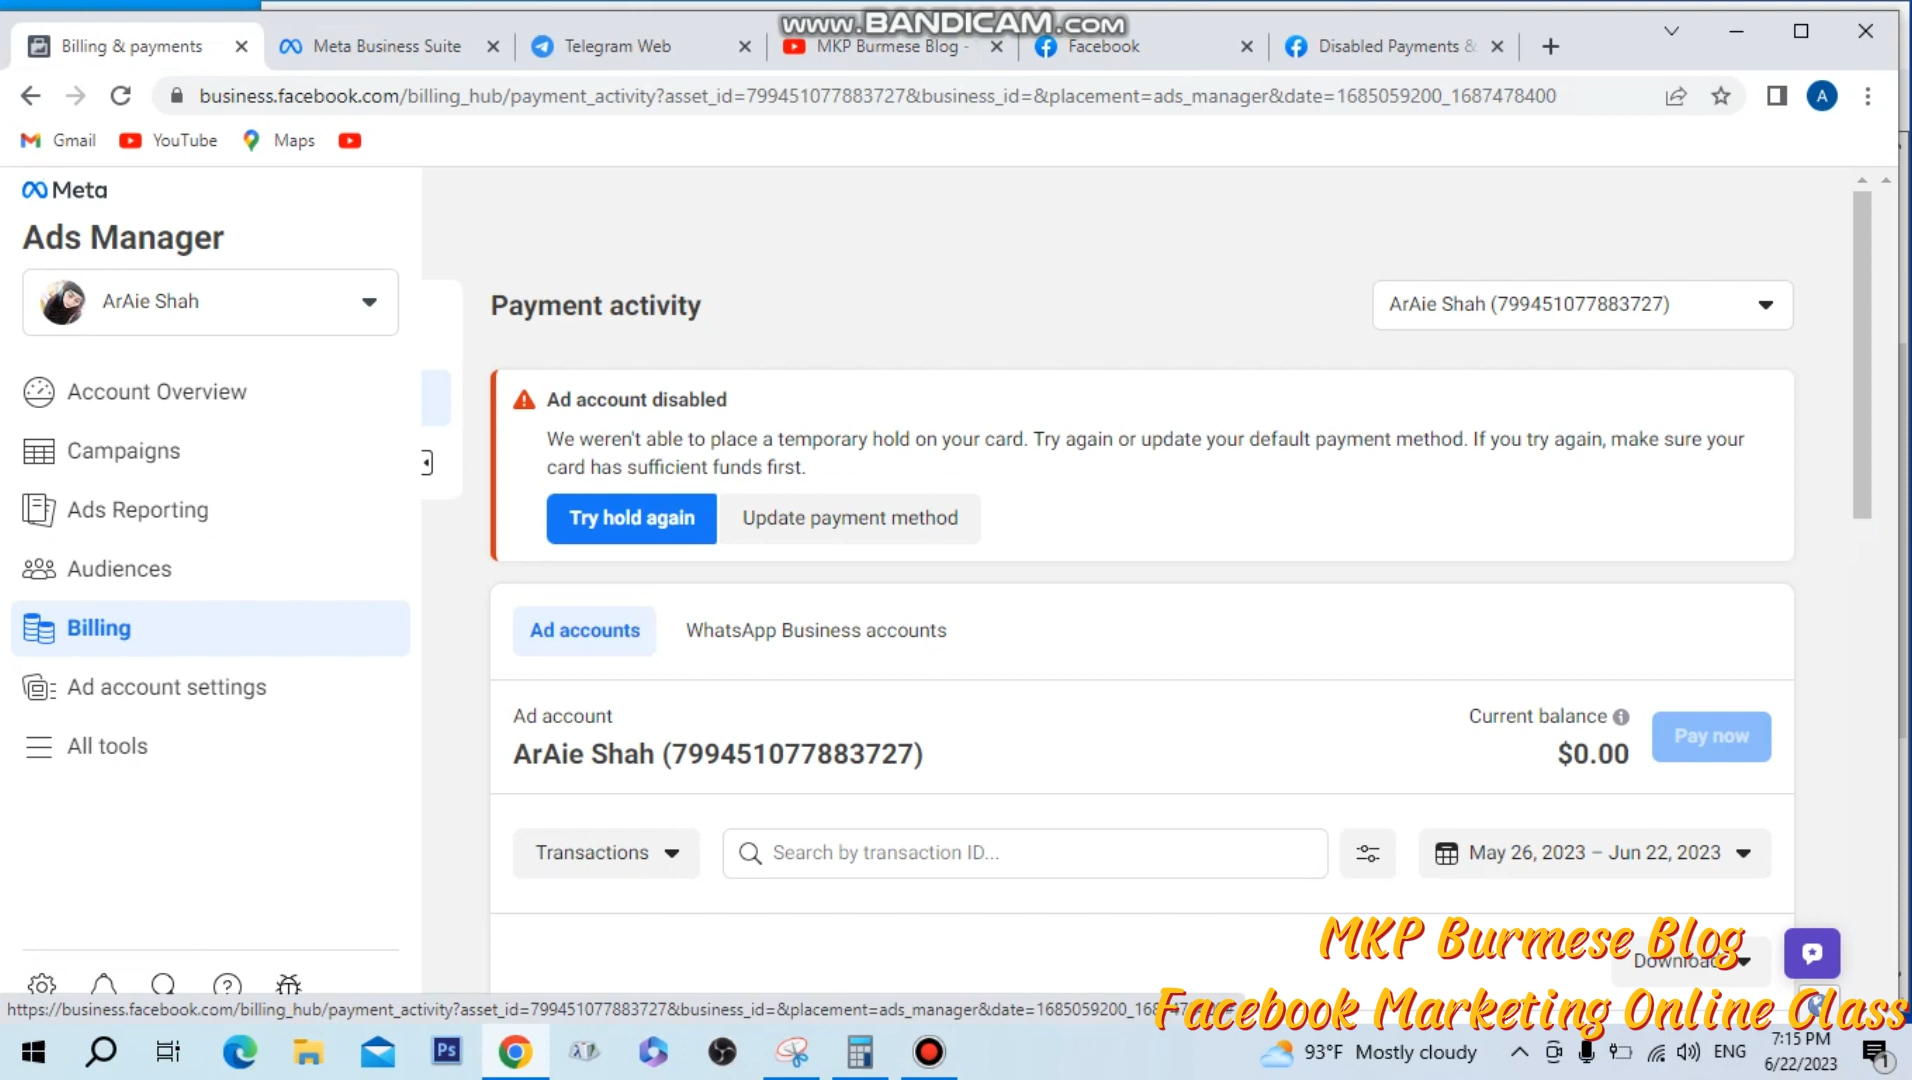 www.BANDICAM.com
Billing & payments
Meta Business Suite
Telegram Web
MKP Burmese Blog -
Facebook
Disabled Payments &
business.facebook.com/billing_hub/payment_activity?asset_id=799451077883727&business_id=&placement=ads_manager&date=1685059200_1687478400
A
Gmail
YouTube
Maps
Meta
Ads Manager
ArAie Shah
Account Overview
Campaigns
Ads Reporting
Audiences
Billing
Ad account settings
All tools
Payment activity
ArAie Shah (799451077883727)
Ad account disabled
We weren't able to place a temporary hold on your card. Try again or update your default payment method. If you try again, make sure your
card has sufficient funds first.
Try hold again
Update payment method
Ad accounts
WhatsApp Business accounts
Ad account
ArAie Shah (799451077883727)
Current balance
$0.00
Pay now
Transactions
Search by transaction ID...
May 26, 2023 – Jun 22, 2023
MKP Burmese Blog
Download
https://business.facebook.com/billing_hub/payment_activity?asset_id=799451077883727&business_id=&placement=ads_manager&date=1685059200_168
Facebook Marketing Online Class
Ps
93°F Mostly cloudy
ENG
7:15 PM
6/22/2023
1